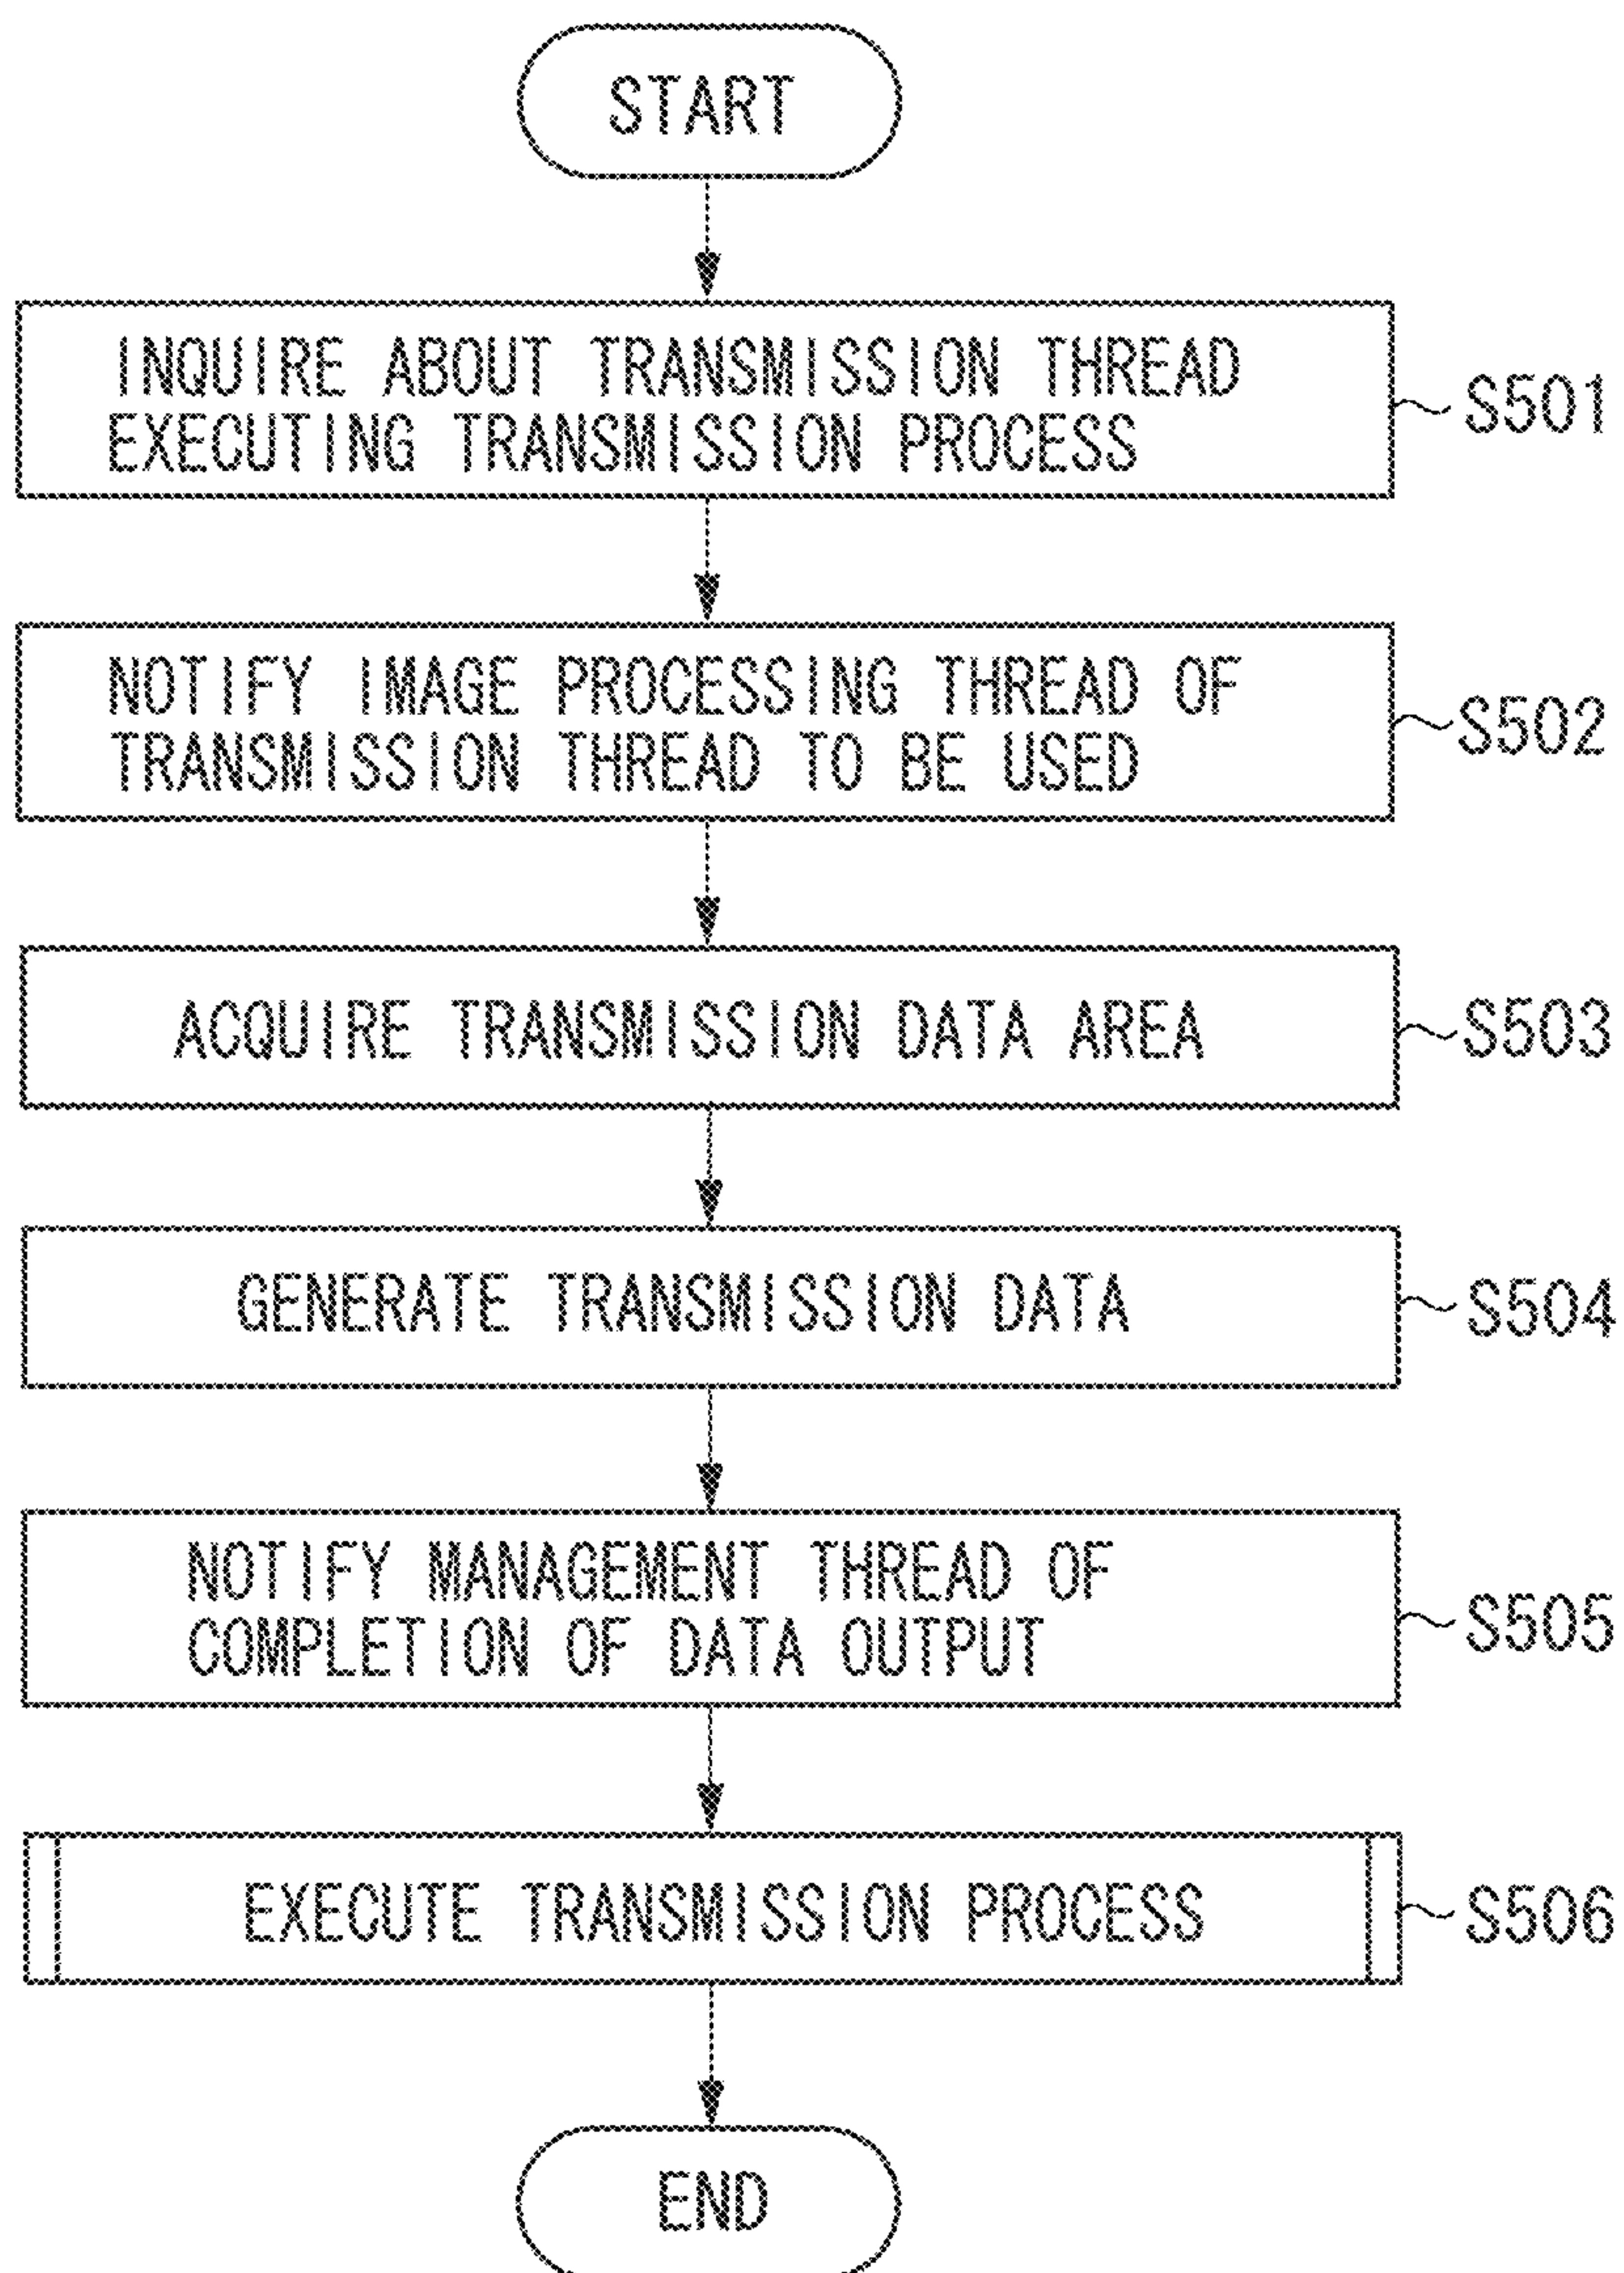 START
INQUIRE ABOUT TRANSMISSION THREAD
EXECUTING TRANSMISSION PROCESS
S501
NOTIFY IMAGE PROCESSING THREAD OF
TRANSMISSION THREAD TO BE USED
S502
ACQUIRE TRANSMISSION DATA AREA
S503
GENERATE TRANSMISSION DATA
S504
NOTIFY MANAGEMENT THREAD OF
COMPLETION OF DATA OUTPUT
S505
EXECUTE TRANSMISSION PROCESS
S506
END